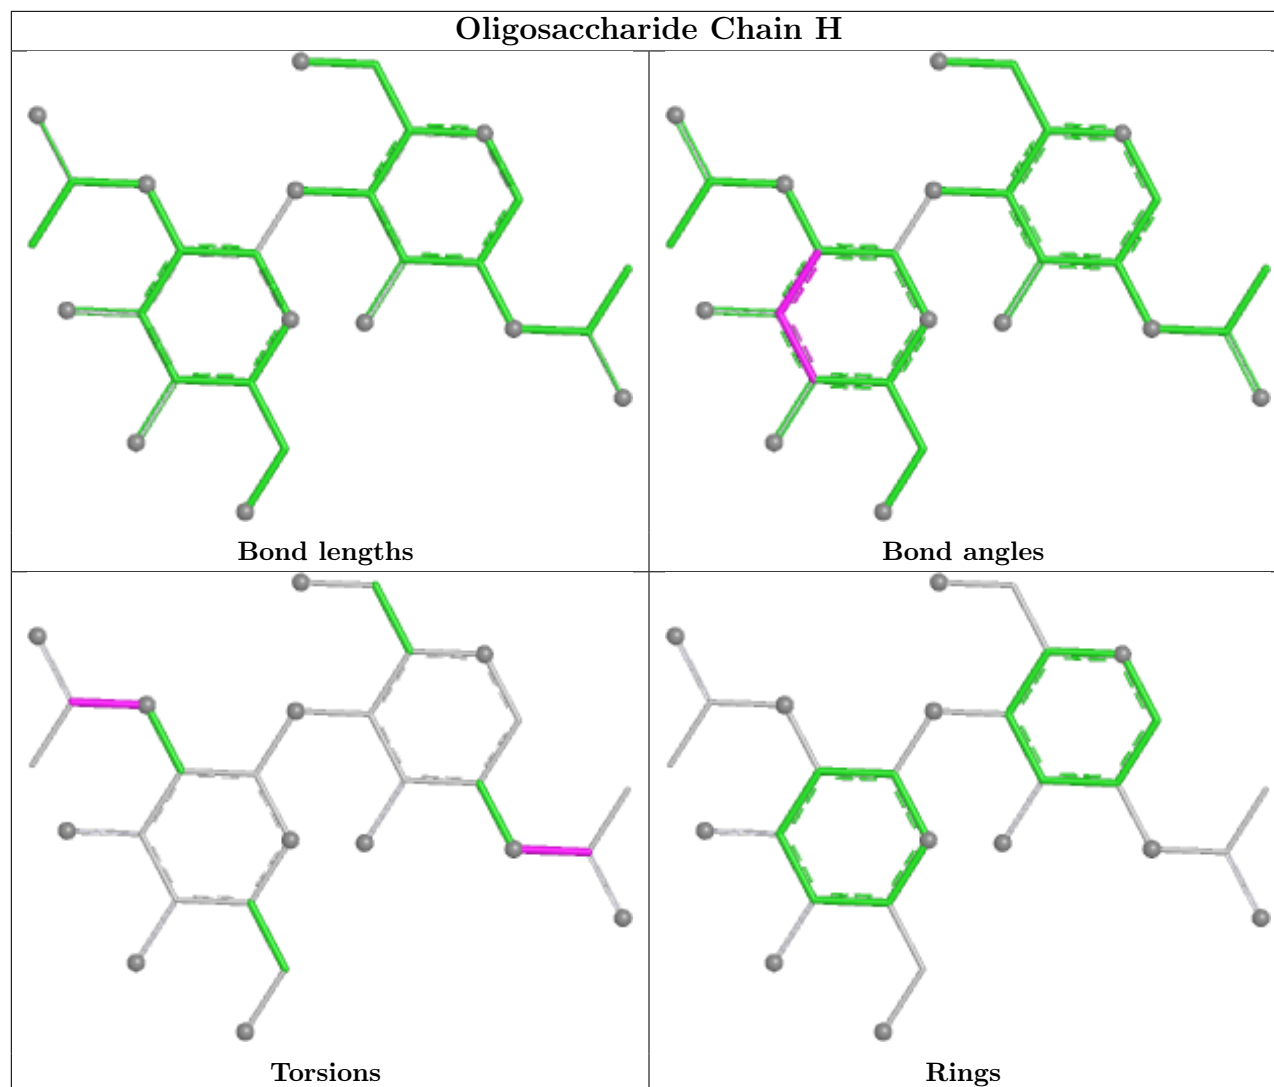 Oligosaccharide Chain H
Bond lengths
Bond angles
Torsions
Rings